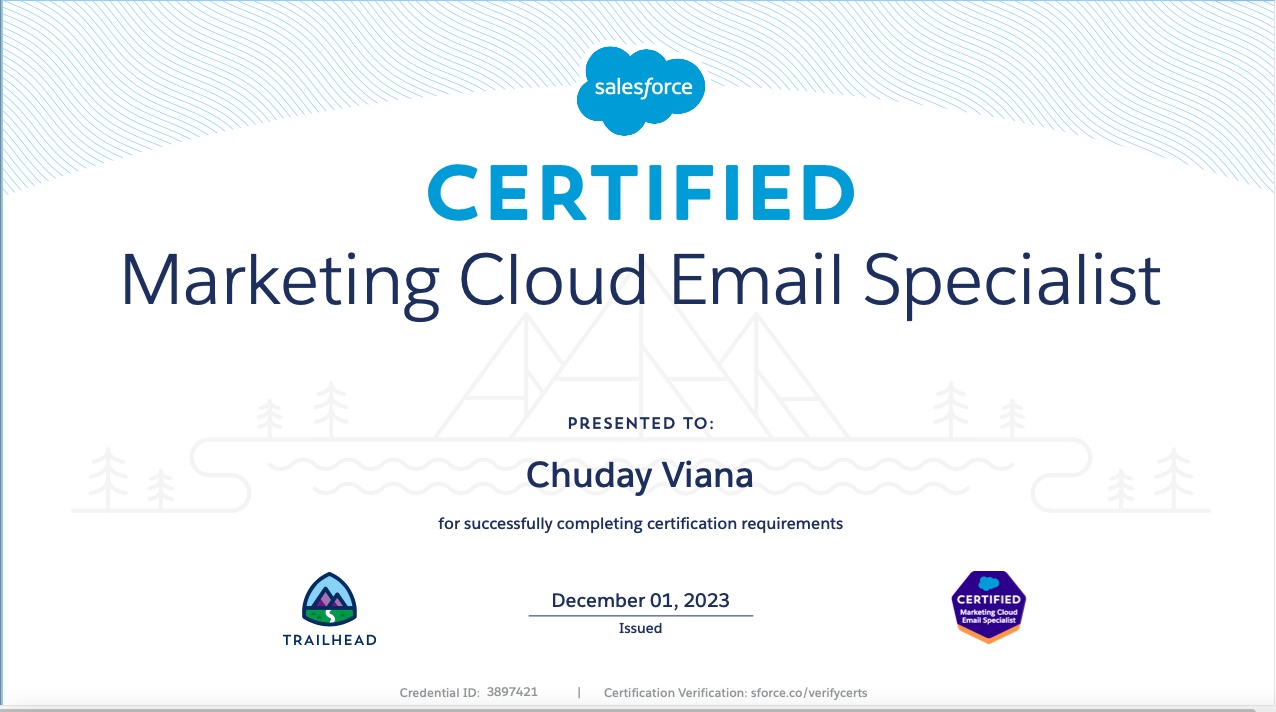 salesforce
CERTIFIED
Marketing Cloud Email Specialist
PRESENTED TO:
Chuday Viana
for successfully completing certification requirements
TRAILHEAD
December 01, 2023
Issued
CERTIFIED
Marketing Cloud
Email Specialist
Credential ID: 3897421 | Certification Verification: sforce.co/verifycerts